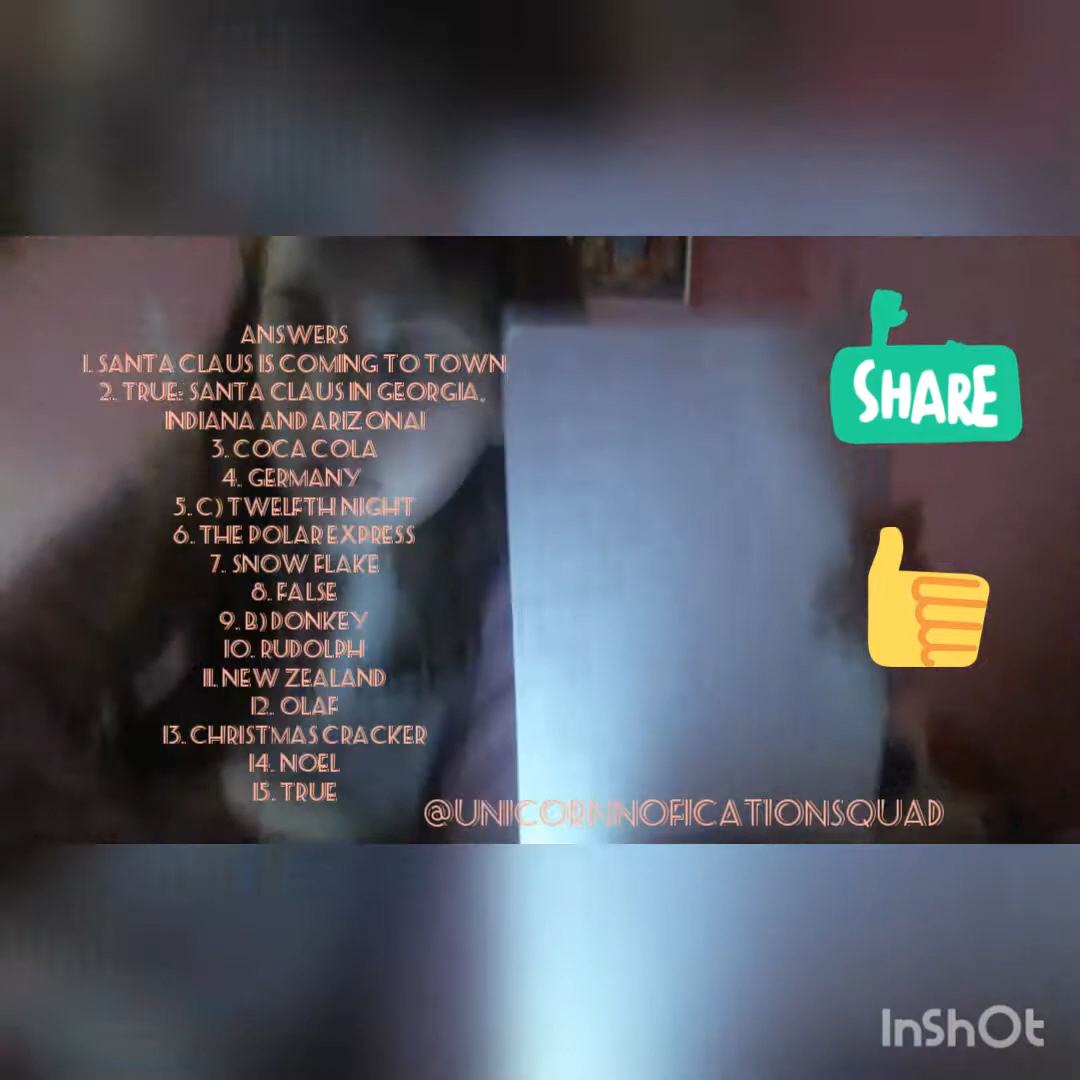 ANSWERS
1. SANTA CLAUS IS COMING TO TOWN
2. TRUE: SANTA CLAUS IN GEORGIA,
INDIANA AND ARIZONA!
3. COCA COLA
4. GERMANY
5. C) TWELFTH NIGHT
6. THE POLAR EXPRESS
7. SNOW FLAKE
8. FALSE
9. B) DONKEY
10. RUDOLPH
11. NEW ZEALAND
12. OLAF
13. CHRISTMAS CRACKER
14. NOEL
15. TRUE
@UNICORNNNOFICATIONSQUAD
SHARE
InShOt